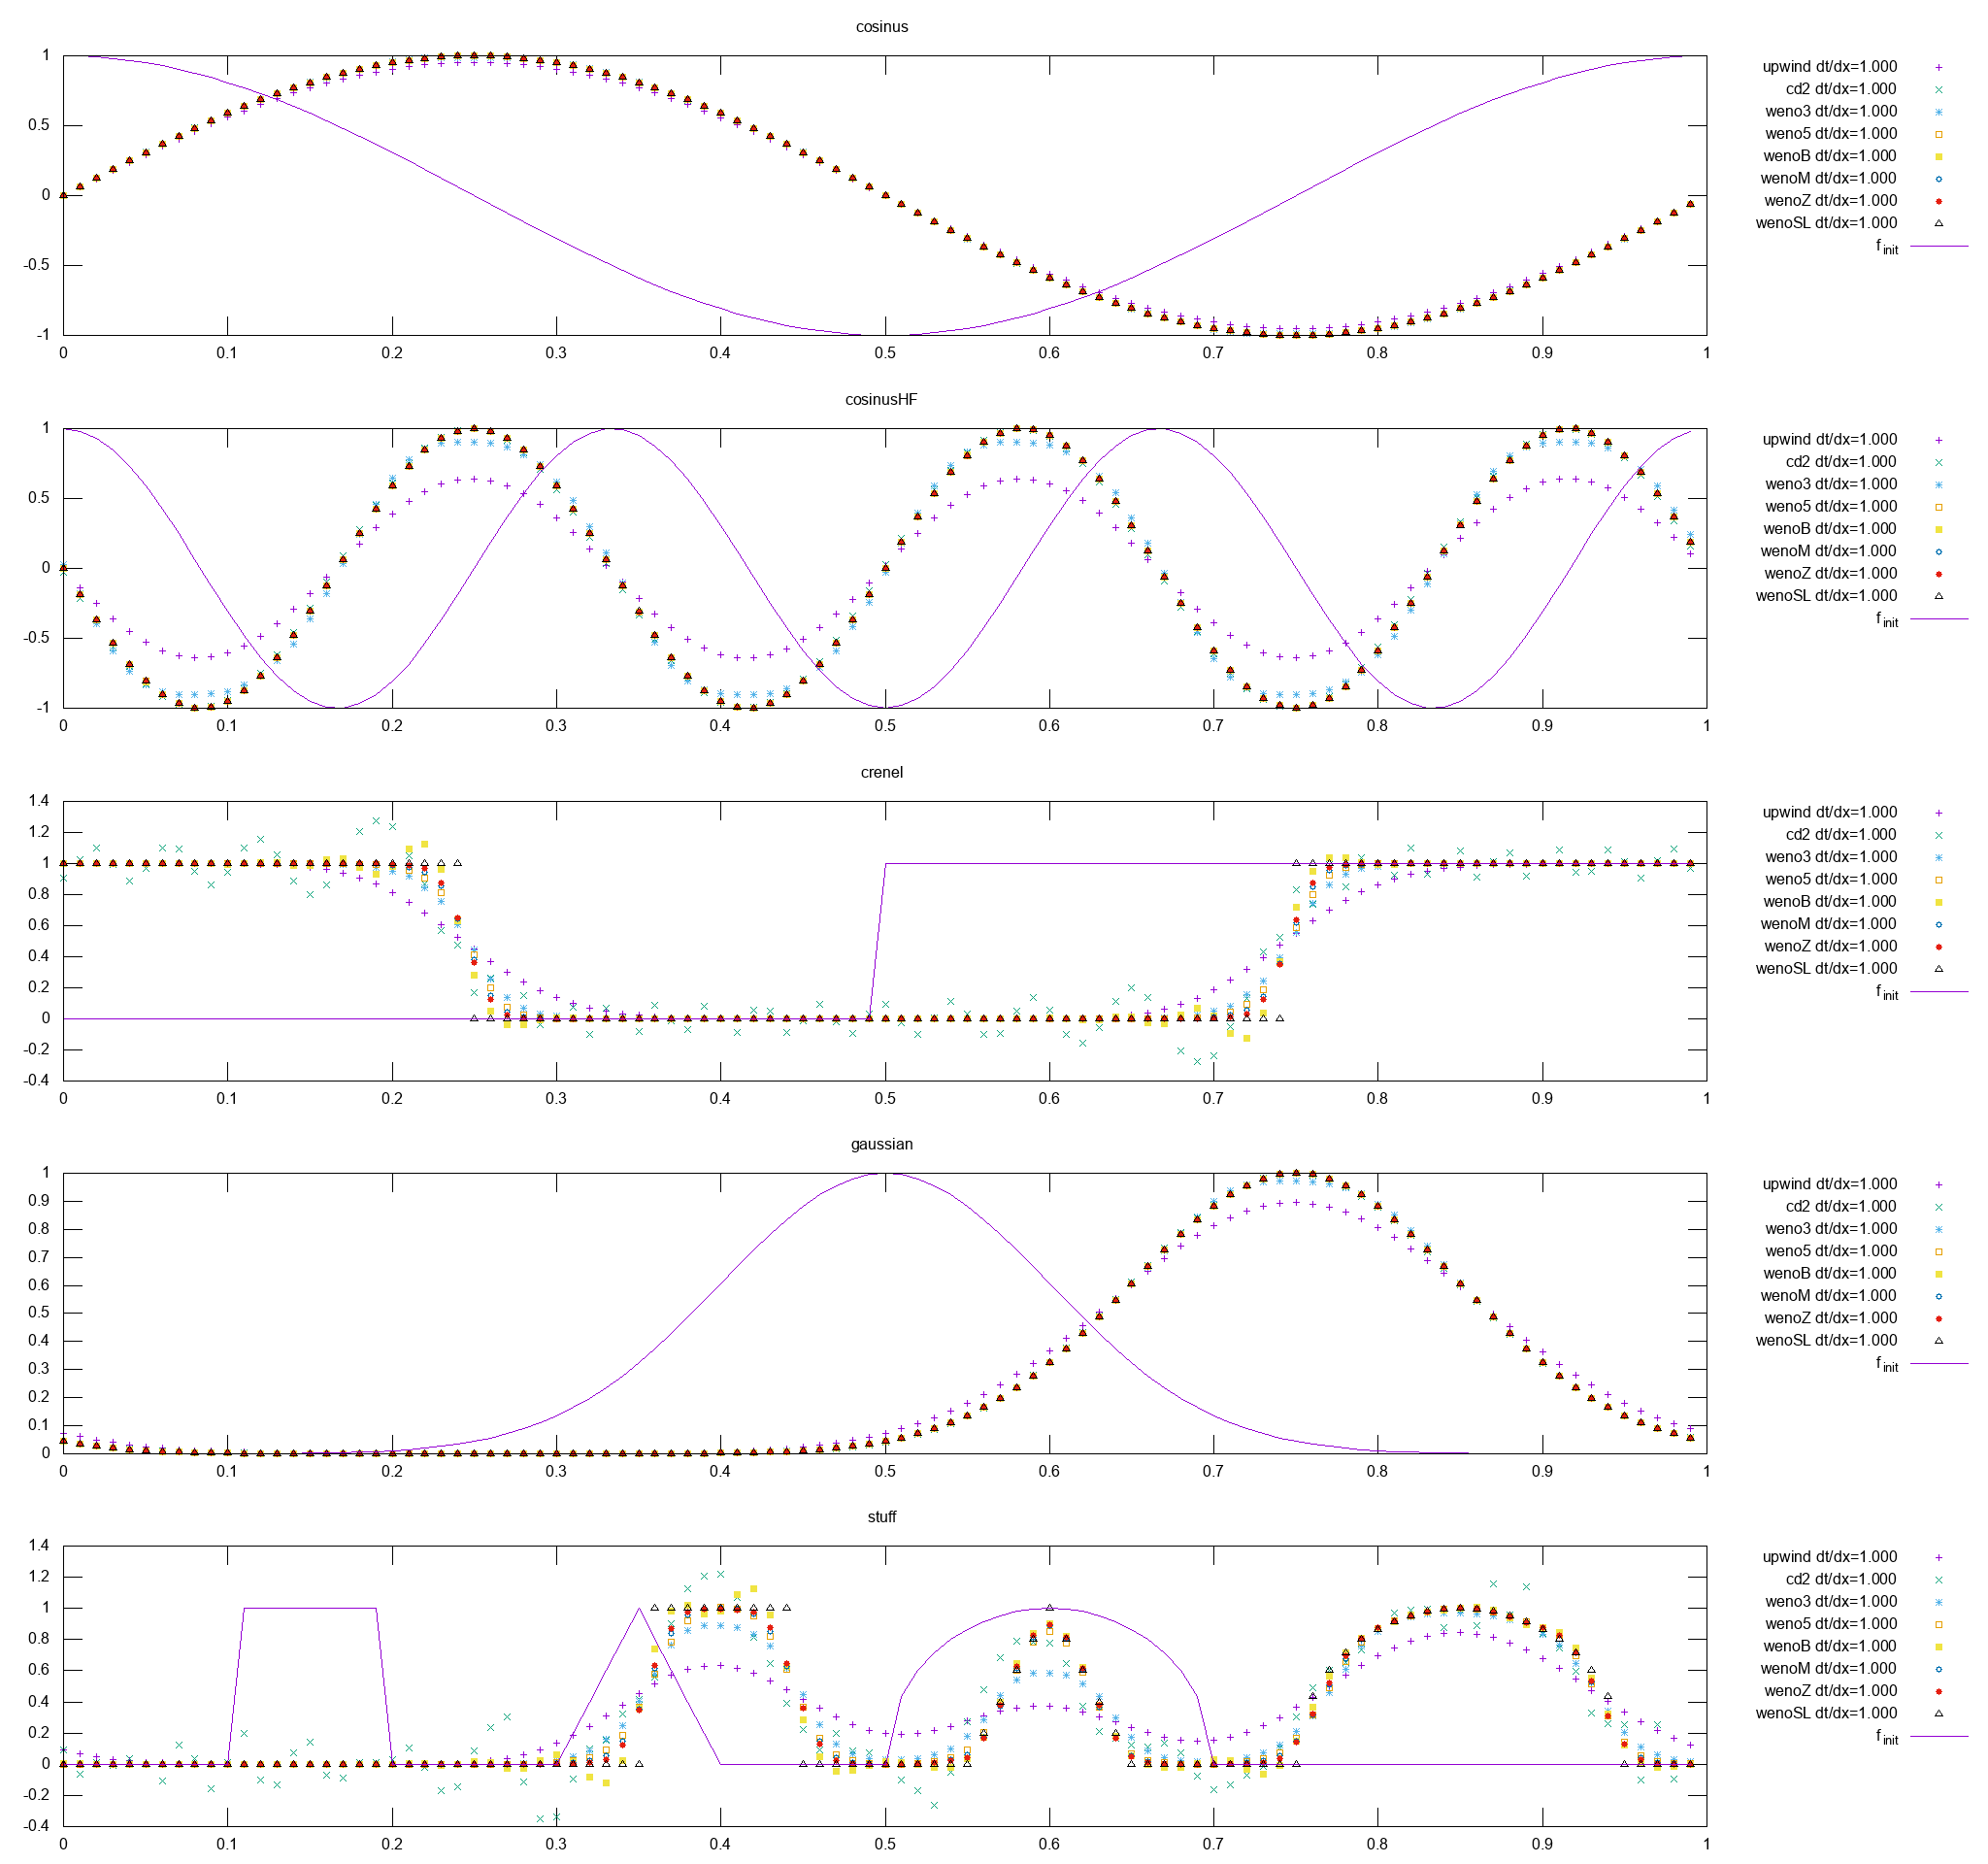 cosinus
1
0.5
0
-0.5
-1
0 0.1 0.2 0.3 0.4 0.5 0.6 0.7 0.8 0.9 1
upwind dt/dx=1.000
cd2 dt/dx=1.000
weno3 dt/dx=1.000
weno5 dt/dx=1.000
wenoB dt/dx=1.000
wenoM dt/dx=1.000
wenoZ dt/dx=1.000
wenoSL dt/dx=1.000
f init
cosinusHF
1
0.5
0
-0.5
-1
0 0.1 0.2 0.3 0.4 0.5 0.6 0.7 0.8 0.9 1
upwind dt/dx=1.000
cd2 dt/dx=1.000
weno3 dt/dx=1.000
weno5 dt/dx=1.000
wenoB dt/dx=1.000
wenoM dt/dx=1.000
wenoZ dt/dx=1.000
wenoSL dt/dx=1.000
f init
crenel
1.4
1.2
1
0.8
0.6
0.4
0.2
0
-0.2
-0.4
0 0.1 0.2 0.3 0.4 0.5 0.6 0.7 0.8 0.9 1
upwind dt/dx=1.000
cd2 dt/dx=1.000
weno3 dt/dx=1.000
weno5 dt/dx=1.000
wenoB dt/dx=1.000
wenoM dt/dx=1.000
wenoZ dt/dx=1.000
wenoSL dt/dx=1.000
f init
gaussian
1
0.9
0.8
0.7
0.6
0.5
0.4
0.3
0.2
0.1
0
0 0.1 0.2 0.3 0.4 0.5 0.6 0.7 0.8 0.9 1
upwind dt/dx=1.000
cd2 dt/dx=1.000
weno3 dt/dx=1.000
weno5 dt/dx=1.000
wenoB dt/dx=1.000
wenoM dt/dx=1.000
wenoZ dt/dx=1.000
wenoSL dt/dx=1.000
f init
stuff
1.4
1.2
1
0.8
0.6
0.4
0.2
0
-0.2
-0.4
0 0.1 0.2 0.3 0.4 0.5 0.6 0.7 0.8 0.9 1
upwind dt/dx=1.000
cd2 dt/dx=1.000
weno3 dt/dx=1.000
weno5 dt/dx=1.000
wenoB dt/dx=1.000
wenoM dt/dx=1.000
wenoZ dt/dx=1.000
wenoSL dt/dx=1.000
f init